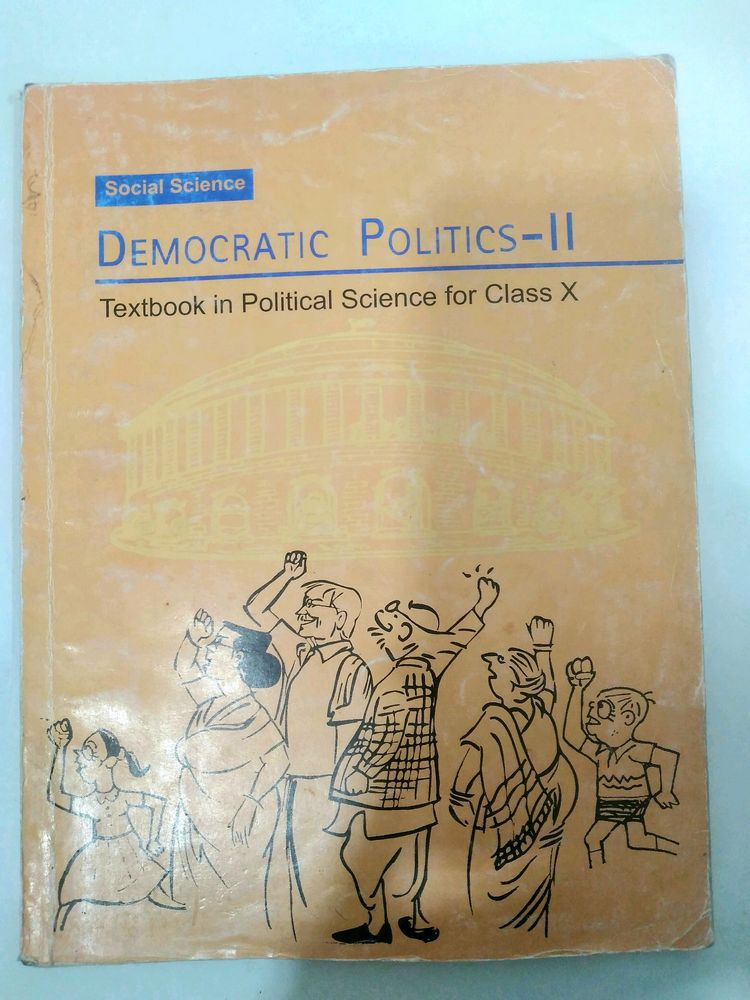 Social Science
DEMOCRATIC POLITICS-II
Textbook in Political Science for Class X